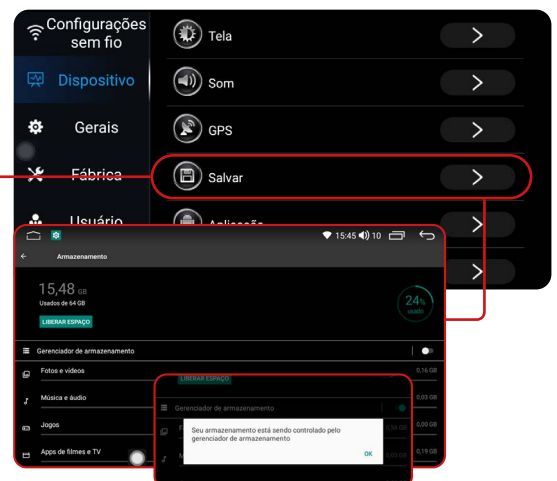 Configurações
sem fio
Tela
Dispositivo
Som
Gerais
GPS
Fábrica
Salvar
Usuário
Aplicação
15:45
10
Armazenamento
15,48 GB
Usados de 64 GB
24%
usado
LIBERAR ESPAÇO
Gerenciador de armazenamento
Fotos e vídeos
0,16 GB
Música e áudio
0,03 GB
Jogos
0,00 GB
Apps de filmes e TV
0,19 GB
LIBERAR ESPAÇO
Gerenciador de armazenamento
F
Seu armazenamento está sendo controlado pelo
gerenciador de armazenamento
OK
M